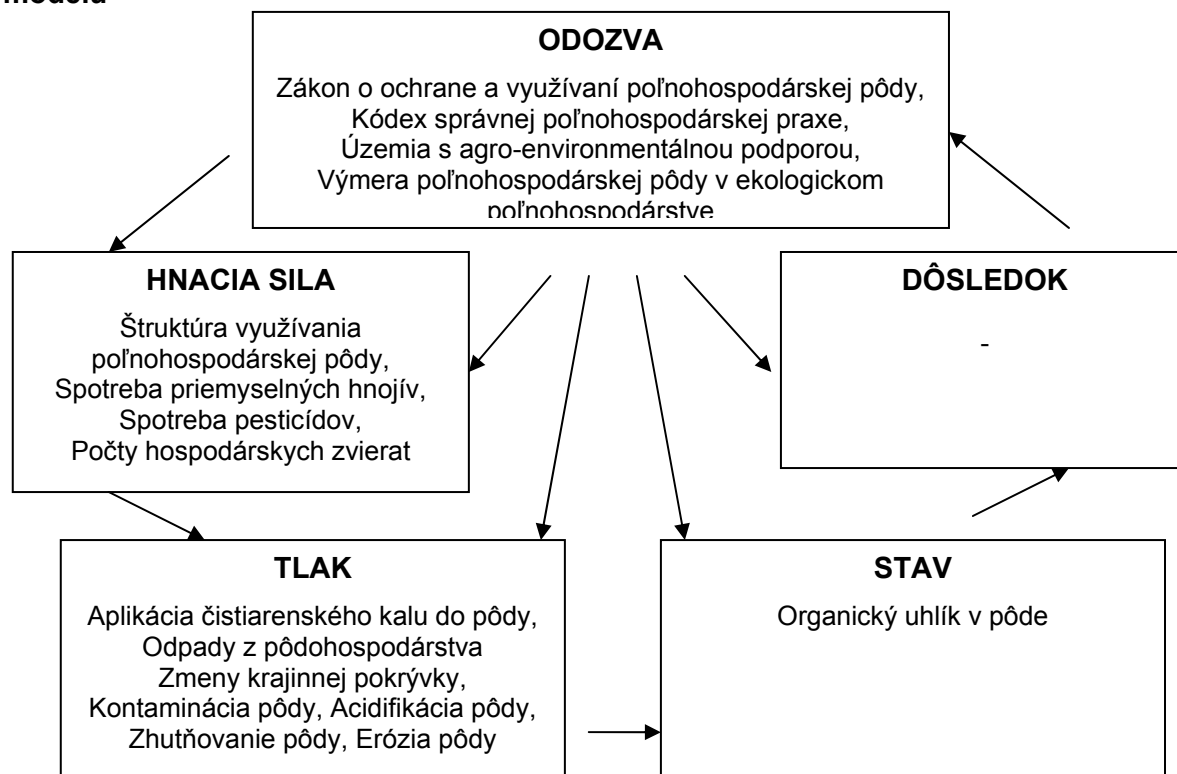 modelu
ODOZVA
Zákon o ochrane a využívaní poľnohospodárskej pôdy,
Kódex správnej poľnohospodárskej praxe,
Územia s agro-environmentálnou podporou,
Výmera poľnohospodárskej pôdy v ekologickom
poľnohospodárstve
HNACIA SILA
Štruktúra využívania
poľnohospodárskej pôdy,
Spotreba priemyselných hnojív,
Spotreba pesticídov,
Počty hospodárskych zvierat
DÔSLEDOK
-
TLAK
Aplikácia čistiarenského kalu do pôdy,
Odpady z pôdohospodárstva
Zmeny krajinnej pokrývky,
Kontaminácia pôdy, Acidifikácia pôdy,
Zhutňovanie pôdy, Erózia pôdy
STAV
Organický uhlík v pôde